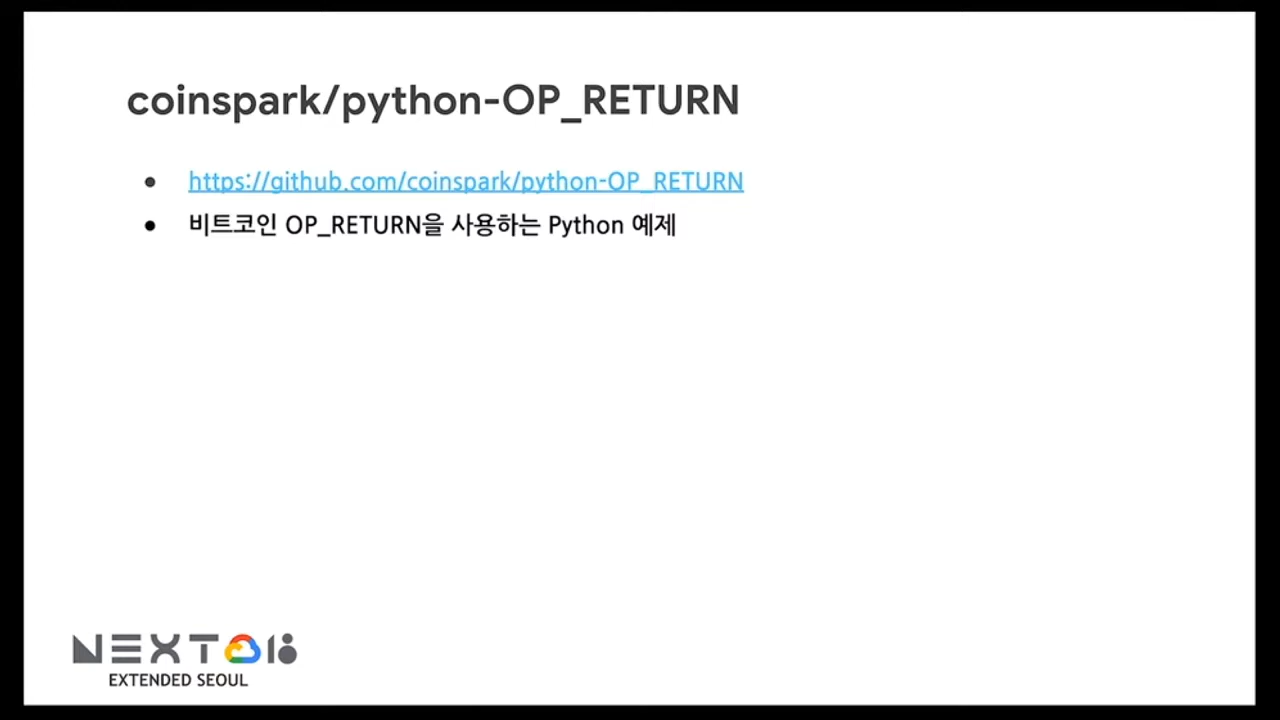 coinspark/python-OP_RETURN
https://github.com/coinspark/python-OP_RETURN
비트코인 OP_RETURN을 사용하는 Python 예제
NEXT 18
EXTENDED SEOUL